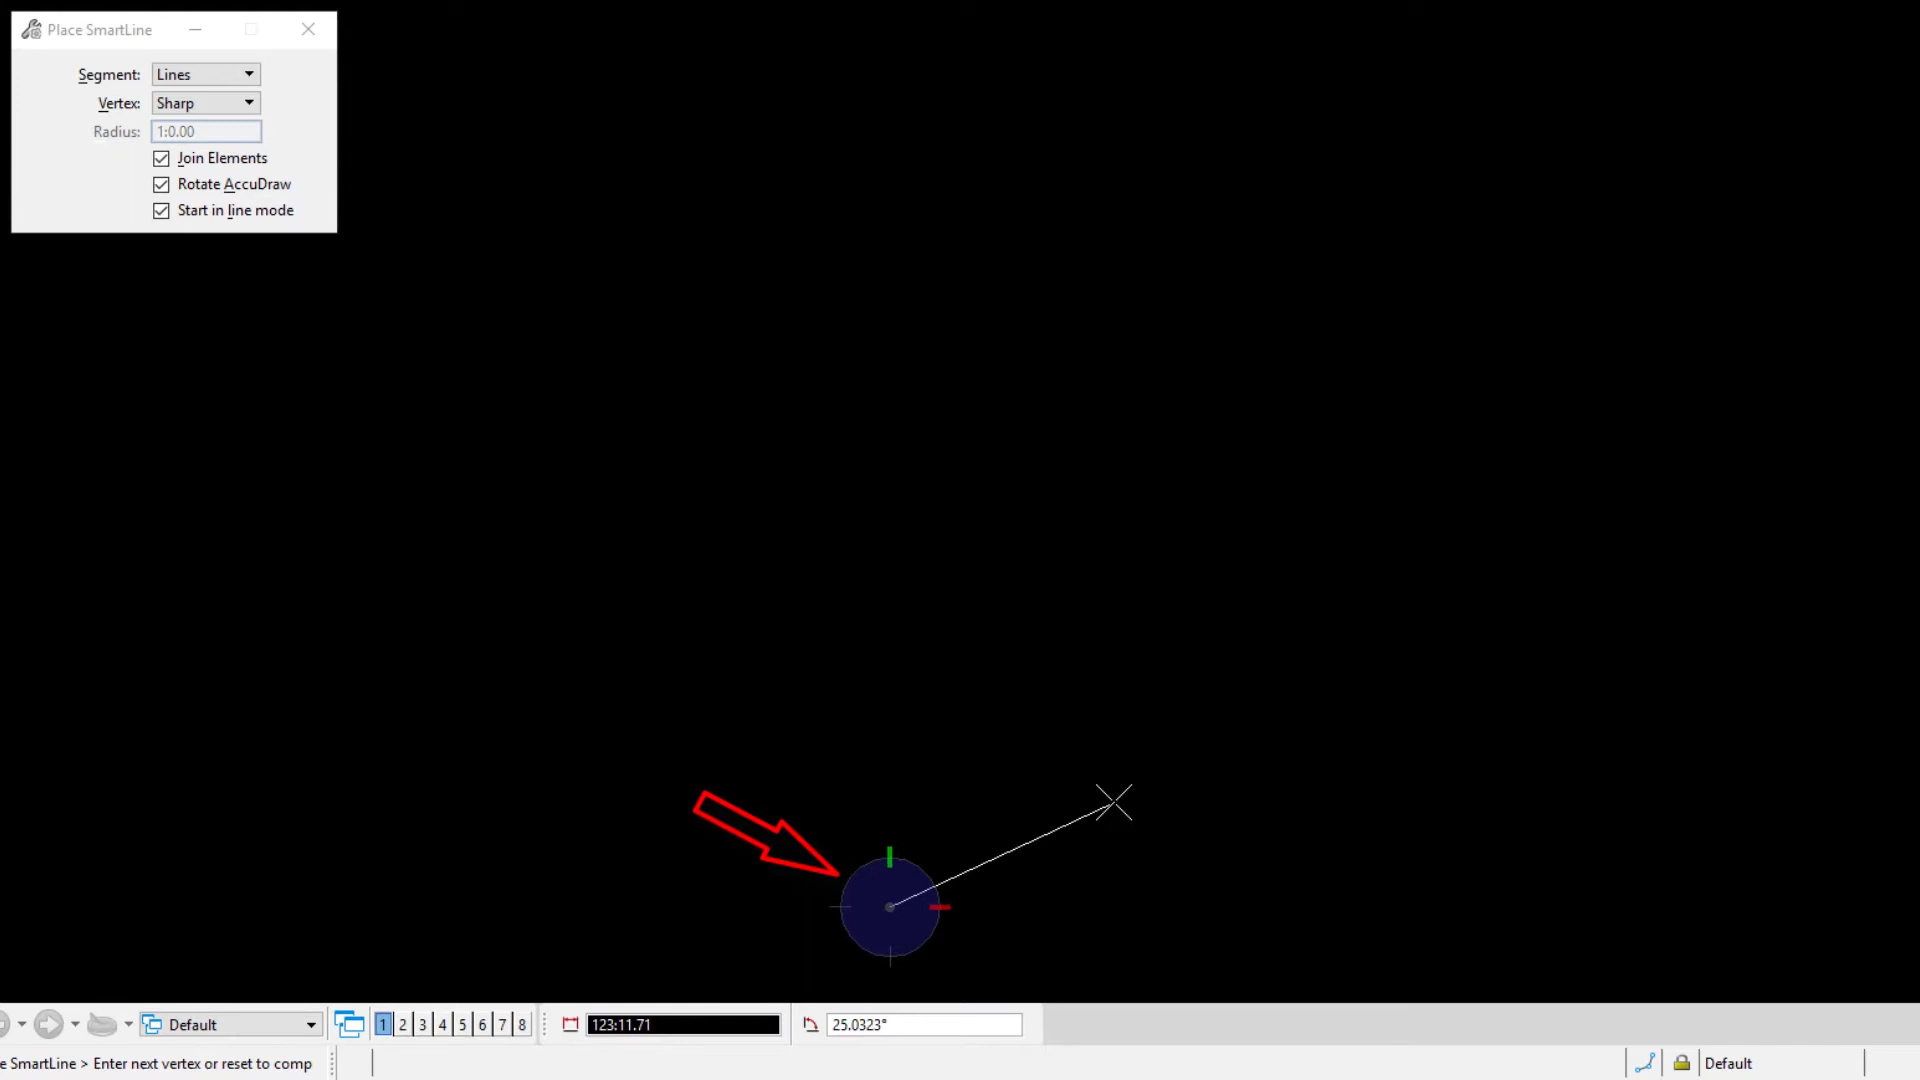 Place SmartLine
Segment: Lines
Vertex: Sharp
Radius: 1:0.00
Join Elements
Rotate AccuDraw
Start in line mode
Default 1 2 3 4 5 6 7 8 123:11.71 25.0323°
e SmartLine > Enter next vertex or reset to comp Default